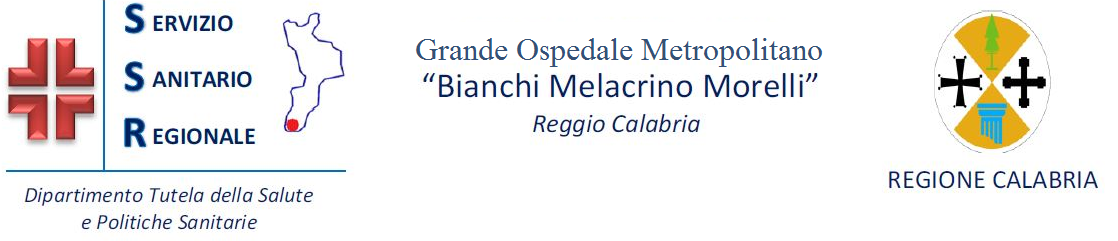 SERVIZIO
SANITARIO
REGIONALE
Dipartimento Tutela della Salute
e Politiche Sanitarie
Grande Ospedale Metropolitano
“Bianchi Melacrino Morelli”
Reggio Calabria
REGIONE CALABRIA